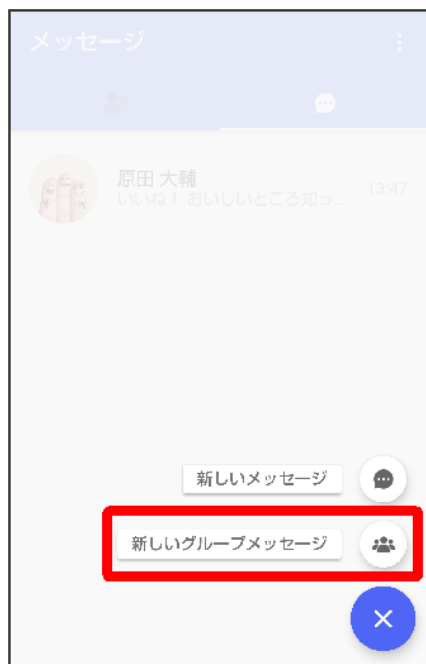 メッセージ
原田 大輔
いいね！ おいしいところ知っ...
13:47
新しいメッセージ
新しいグループメッセージ